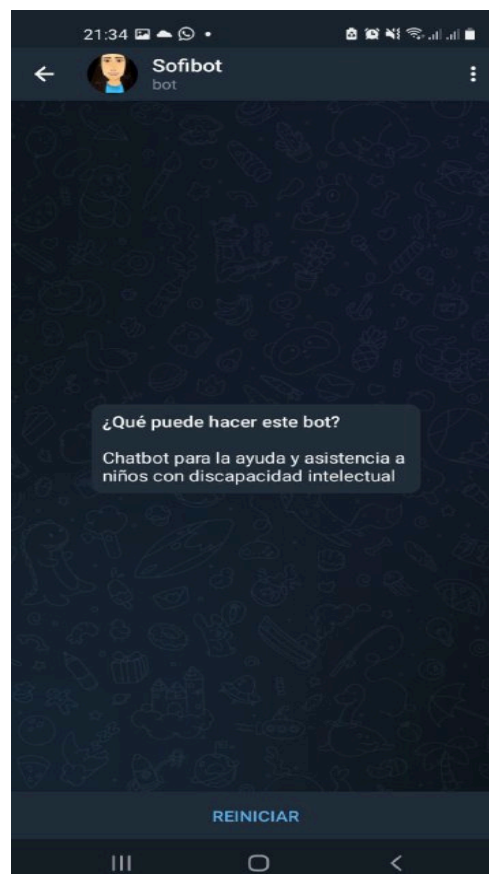 21:34
Sofibot
bot
¿Qué puede hacer este bot?
Chatbot para la ayuda y asistencia a
niños con discapacidad intelectual
REINICIAR